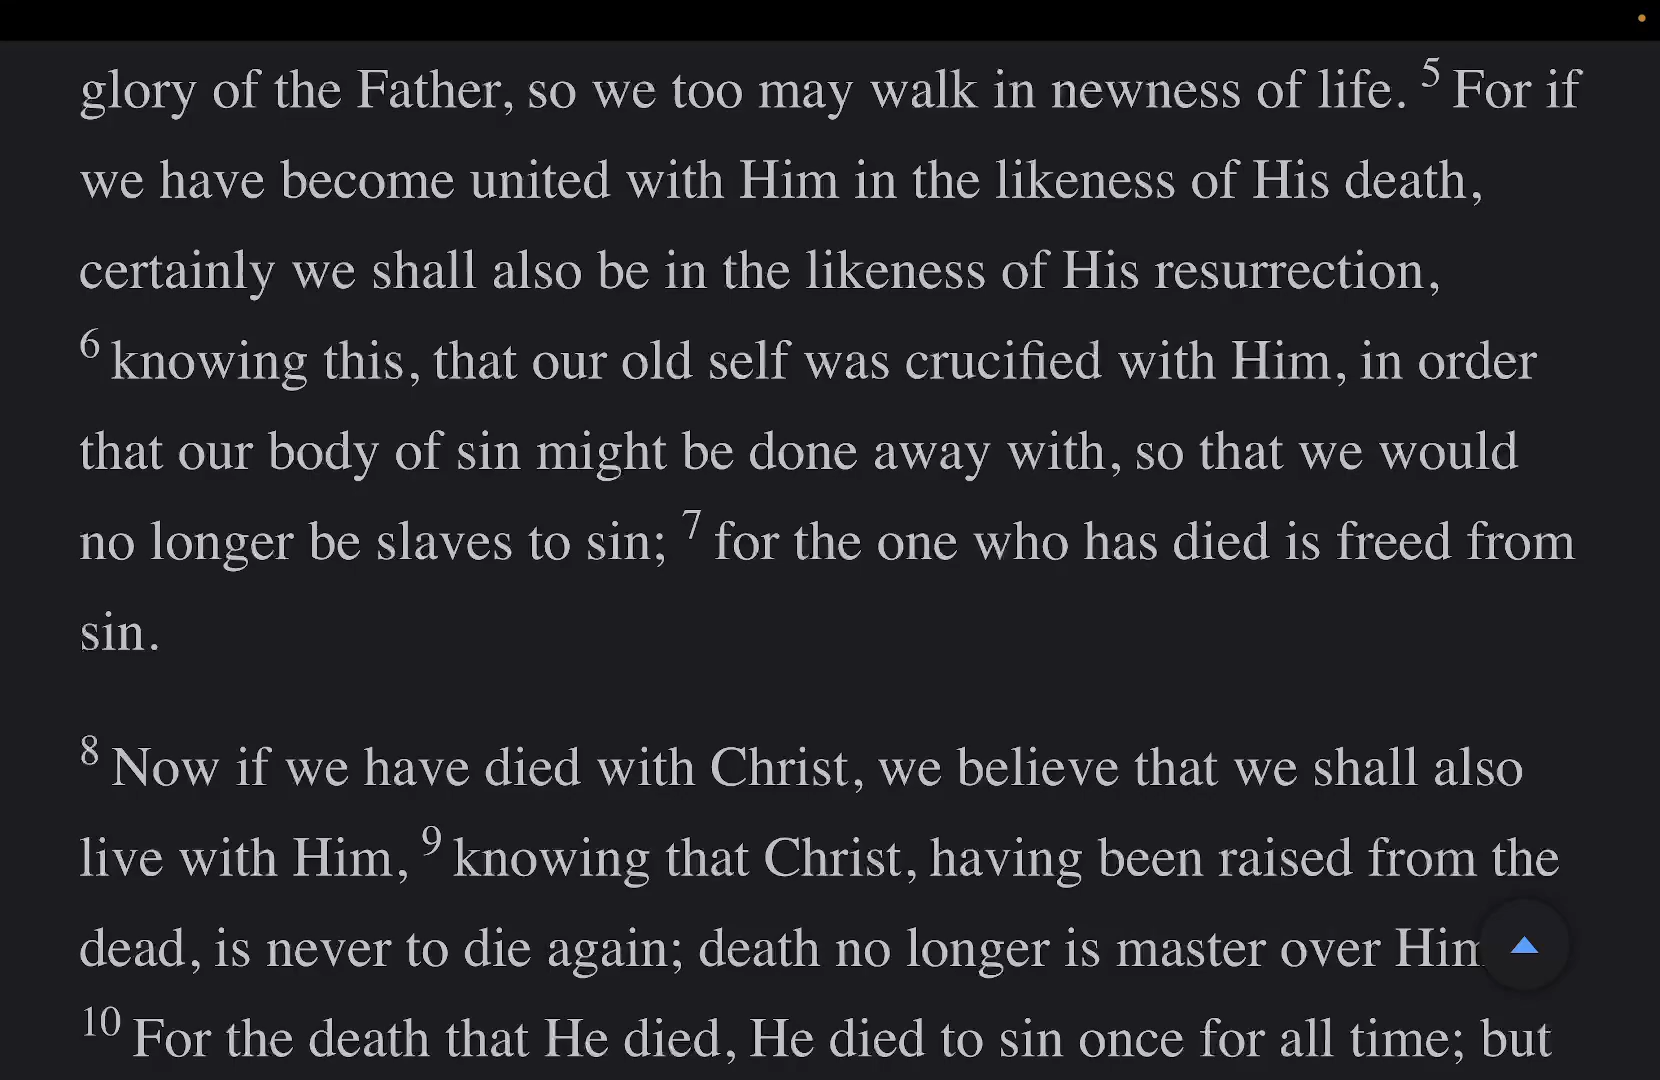 glory of the Father, so we too may walk in newness of life. 5 For if
we have become united with Him in the likeness of His death,
certainly we shall also be in the likeness of His resurrection,
6 knowing this, that our old self was crucified with Him, in order
that our body of sin might be done away with, so that we would
no longer be slaves to sin; 7 for the one who has died is freed from
sin.
8 Now if we have died with Christ, we believe that we shall also
live with Him, 9 knowing that Christ, having been raised from the
dead, is never to die again; death no longer is master over Him
10 For the death that He died, He died to sin once for all time; but